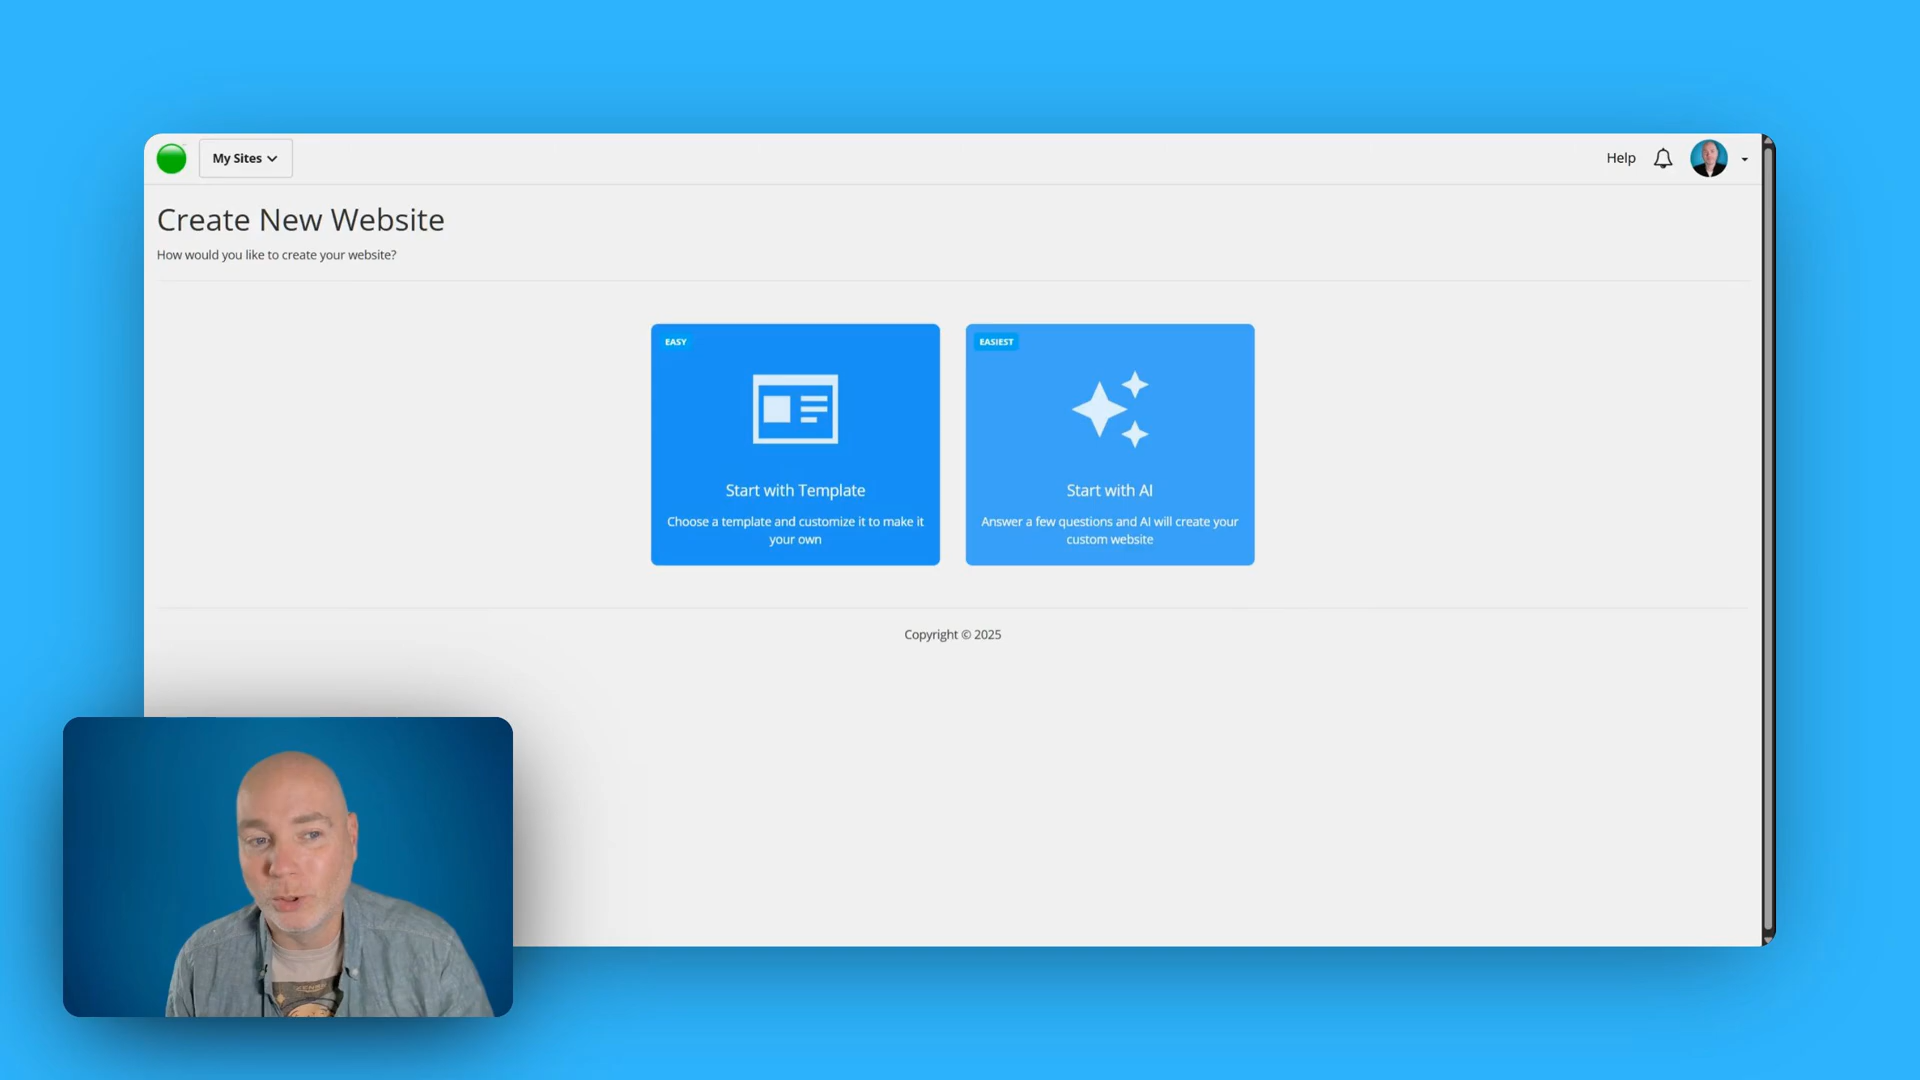 My Sites
Help
Create New Website
How would you like to create your website?
EASY
Start with Template
Choose a template and customize it to make it
your own
EASIEST
Start with AI
Answer a few questions and AI will create your
custom website
Copyright © 2025